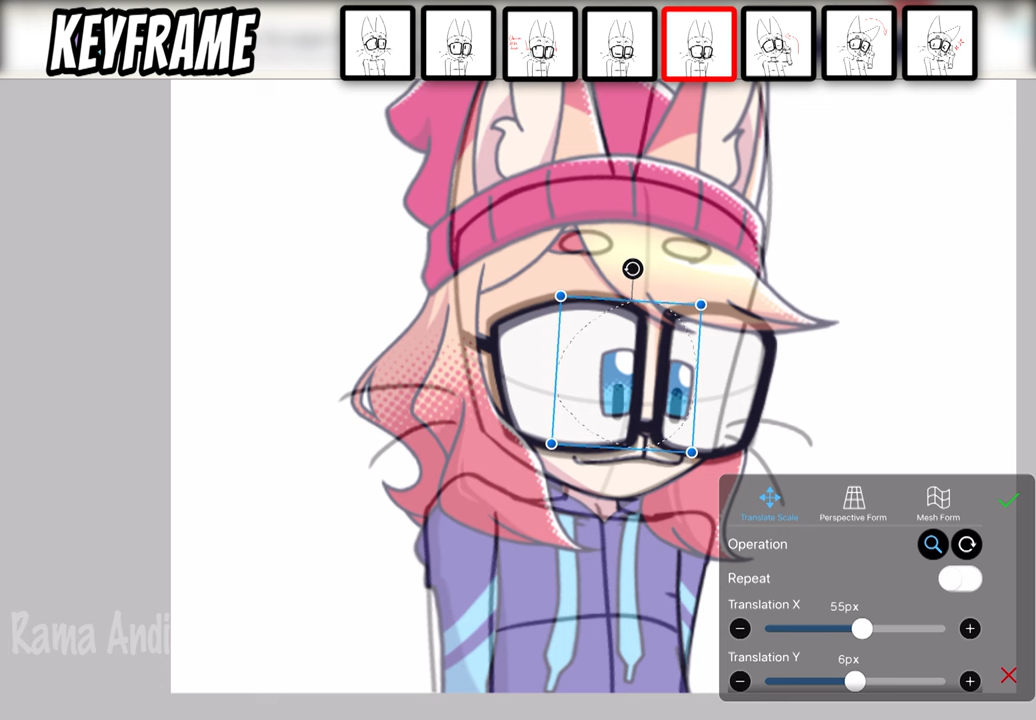 KEYFRAME
Translate Scale
Perspective Form
Mesh Form
Operation
Repeat
Translation X
55px
Translation Y
6px
Rama Andi